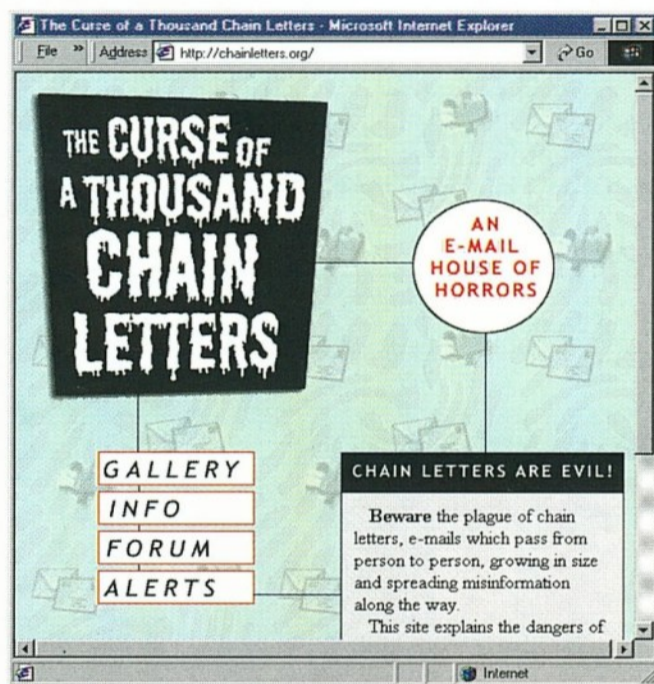 The Curse of a Thousand Chain Letters - Microsoft Internet Explorer
File » Address http://chainletters.org/ Go
THE CURSE OF
A THOUSAND
CHAIN
LETTERS
AN
E-MAIL
HOUSE OF
HORRORS
GALLERY
INFO
FORUM
ALERTS
CHAIN LETTERS ARE EVIL!
Beware the plague of chain
letters, e-mails which pass from
person to person, growing in size
and spreading misinformation
along the way.
This site explains the dangers of
Internet